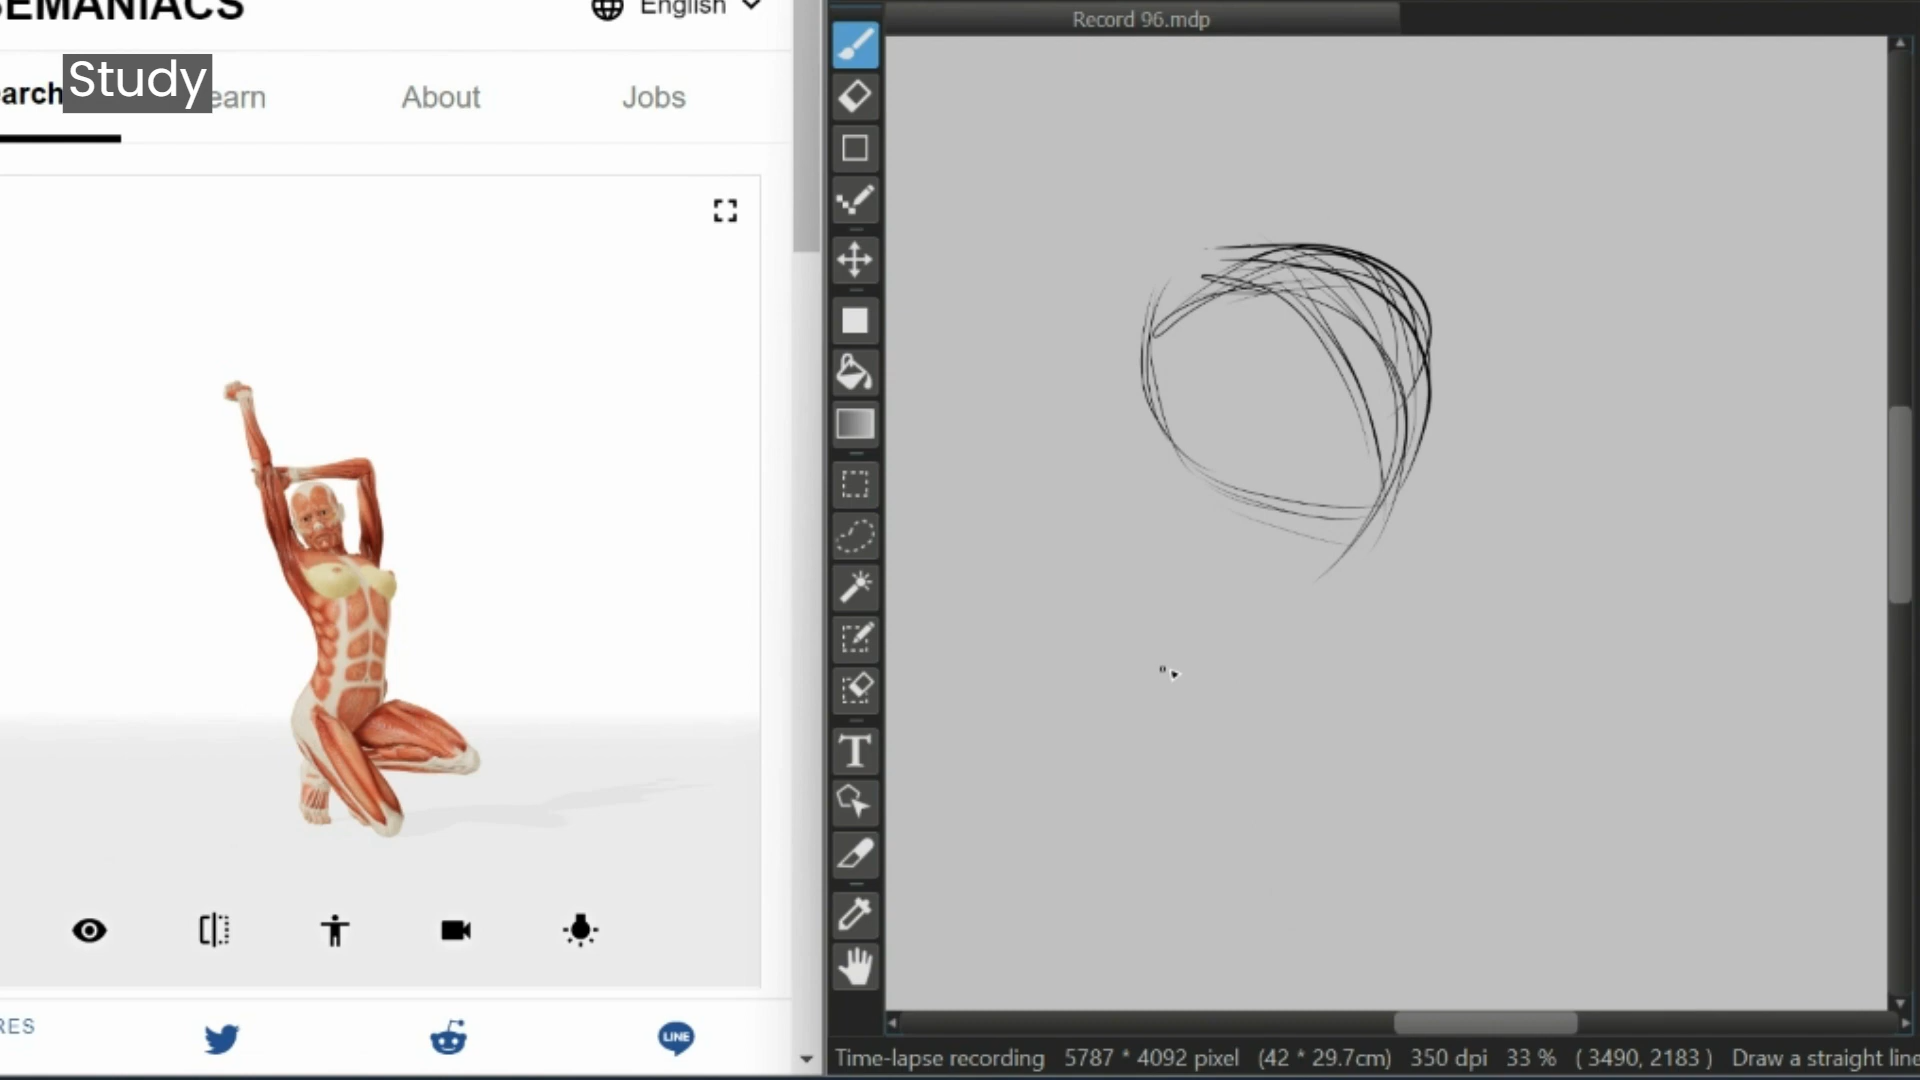 EMANIACS
English
Study
arch
earn
About
Jobs
RES
LINE
Record 96.mdp
T
Time-lapse recording 5787 * 4092 pixel (42 * 29.7cm) 350 dpi 33 % ( 3490, 2183 ) Draw a straight line